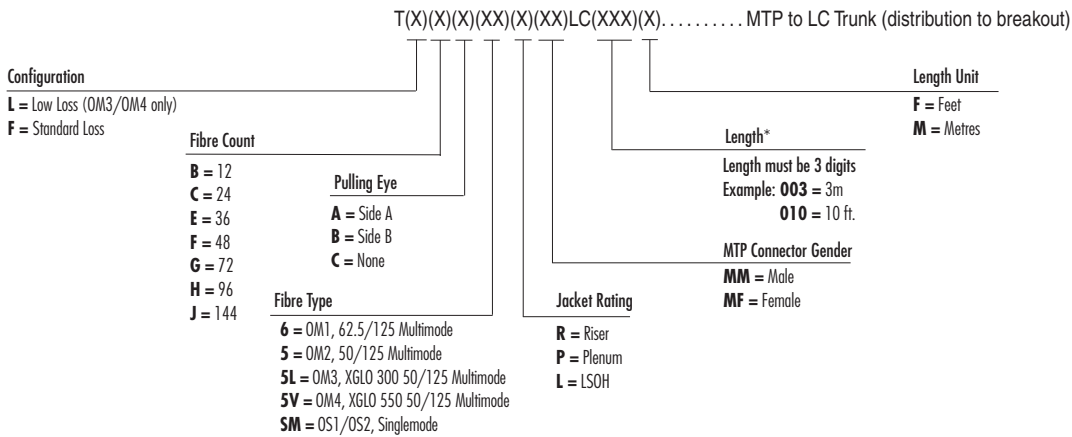 T(X)(X)(X)(XX)(X)(XX)LC(XXX)(X). . . . . . . . . . MTP to LC Trunk (distribution to breakout)
Configuration
L = Low Loss (OM3/OM4 only)
F = Standard Loss
Fibre Count
B = 12
C = 24
E = 36
F = 48
G = 72
H = 96
J = 144
Pulling Eye
A = Side A
B = Side B
C = None
Fibre Type
6 = OM1, 62.5/125 Multimode
5 = OM2, 50/125 Multimode
5L = OM3, XGLO 300 50/125 Multimode
5V = OM4, XGLO 550 50/125 Multimode
SM = OS1/OS2, Singlemode
Jacket Rating
R = Riser
P = Plenum
L = LSOH
MTP Connector Gender
MM = Male
MF = Female
Length*
Length must be 3 digits
Example: 003 = 3m
010 = 10 ft.
Length Unit
F = Feet
M = Metres